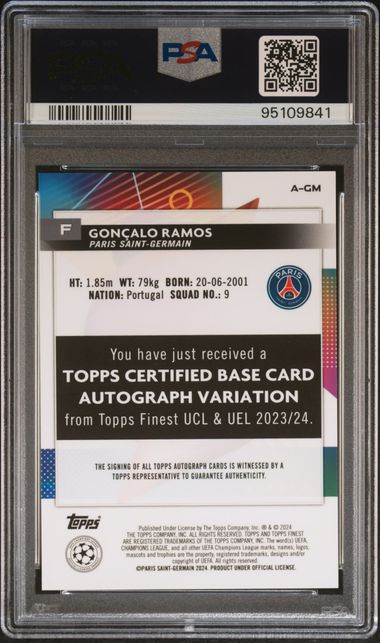 PSA
95109841
A-GM
F GONÇALO RAMOS
PARIS SAINT-GERMAIN
PARIS
HT: 1.85m WT: 79kg BORN: 20-06-2001
NATION: Portugal SQUAD NO.: 9
You have just received a
TOPPS CERTIFIED BASE CARD
AUTOGRAPH VARIATION
from Topps Finest UCL & UEL 2023/24.
THE SIGNING OF ALL TOPPS AUTOGRAPH CARDS IS WITNESSED BY A
TOPPS REPRESENTATIVE TO GUARANTEE AUTHENTICITY.
Topps
Published Under License by The Topps Company, Inc. ® & © 2024
THE TOPPS COMPANY, INC. ALL RIGHTS RESERVED. TOPPS AND TOPPS FINEST
ARE REGISTERED TRADEMARKS OF THE TOPPS COMPANY, INC. The word(s) UEFA,
CHAMPIONS LEAGUE; and all other UEFA Champions League marks, names, logos,
mascots and trophies are the property, registered trademarks, designs and/or
copyright of UEFA. All rights reserved.
©PARIS SAINT-GERMAIN 2024. PRODUCT UNDER OFFICIAL LICENSE.